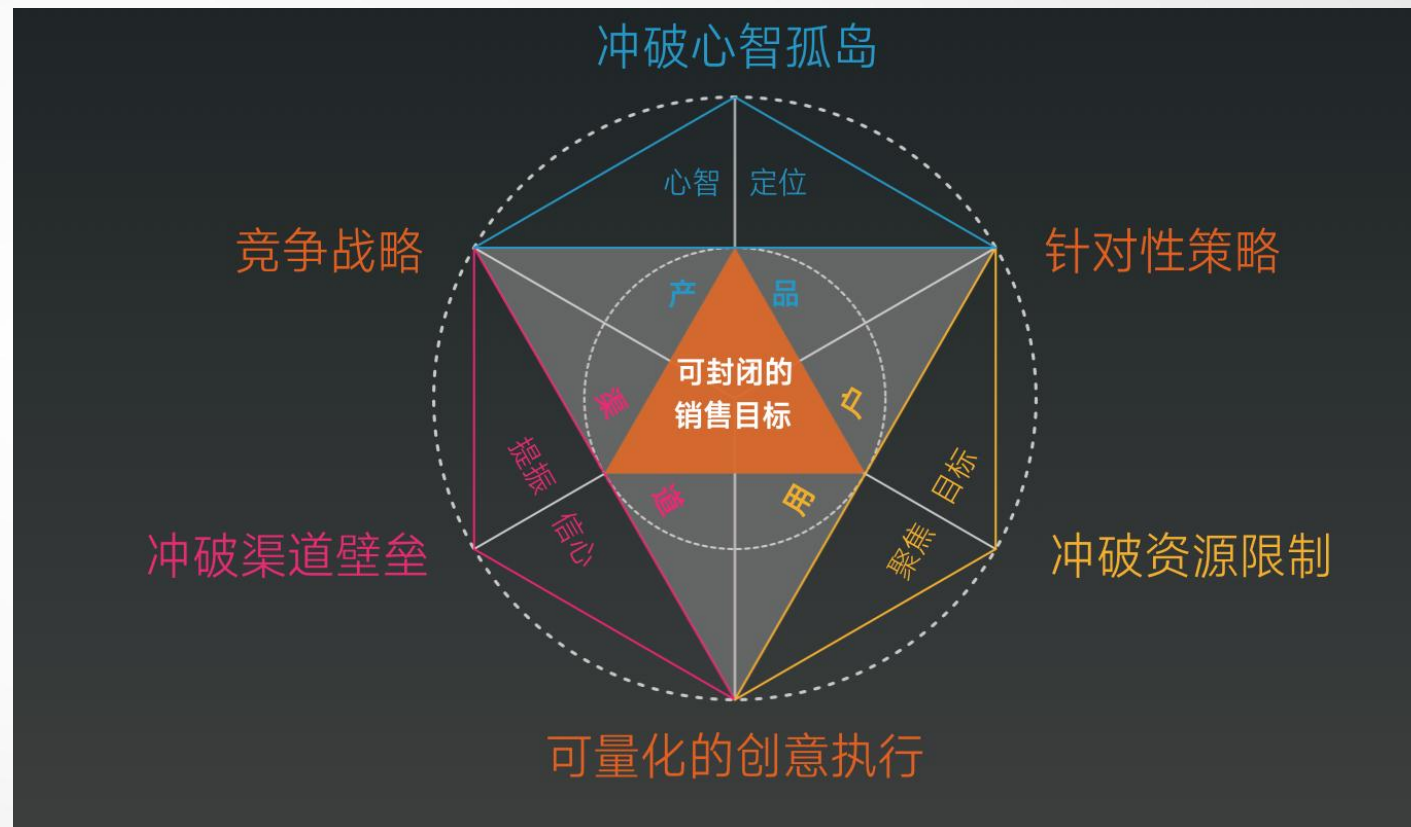 冲破心智孤岛
心智 定位
竞争战略
针对性策略
产品
可封闭的
销售目标
渠道
用户
提振
信心
目标
聚焦
冲破渠道壁垒
冲破资源限制
可量化的创意执行